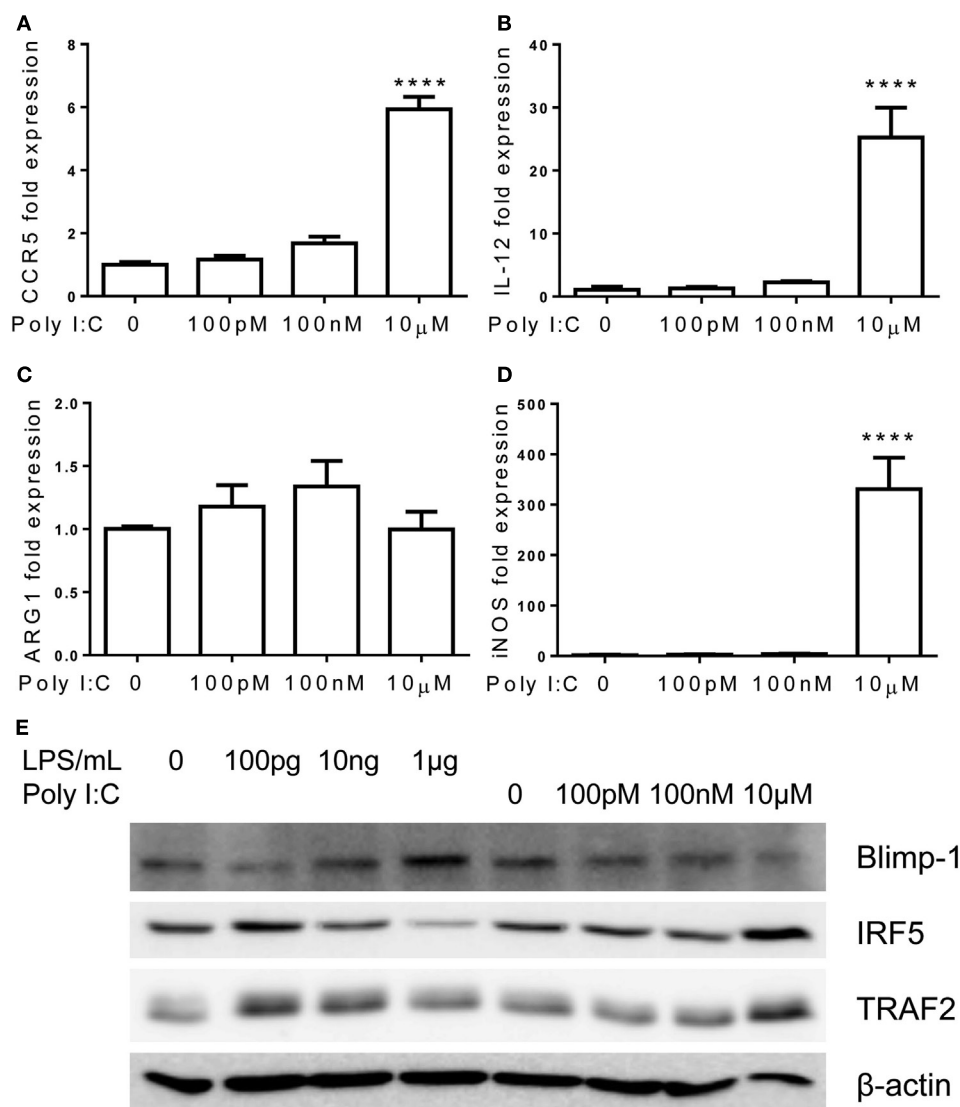 A
CCR5 fold expression
8
6
4
2
0
****
Poly I:C 0 100pM 100nM 10μM
B
IL-12 fold expression
40
30
20
10
0
****
Poly I:C 0 100pM 100nM 10μM
C
ARG1 fold expression
2.0
1.5
1.0
0.5
0.0
Poly I:C 0 100pM 100nM 10μM
D
iNOS fold expression
500
400
300
200
100
0
****
Poly I:C 0 100pM 100nM 10μM
E
LPS/mL 0 100pg 10ng 1μg
Poly I:C 0 100pM 100nM 10μM
Blimp-1
IRF5
TRAF2
β-actin